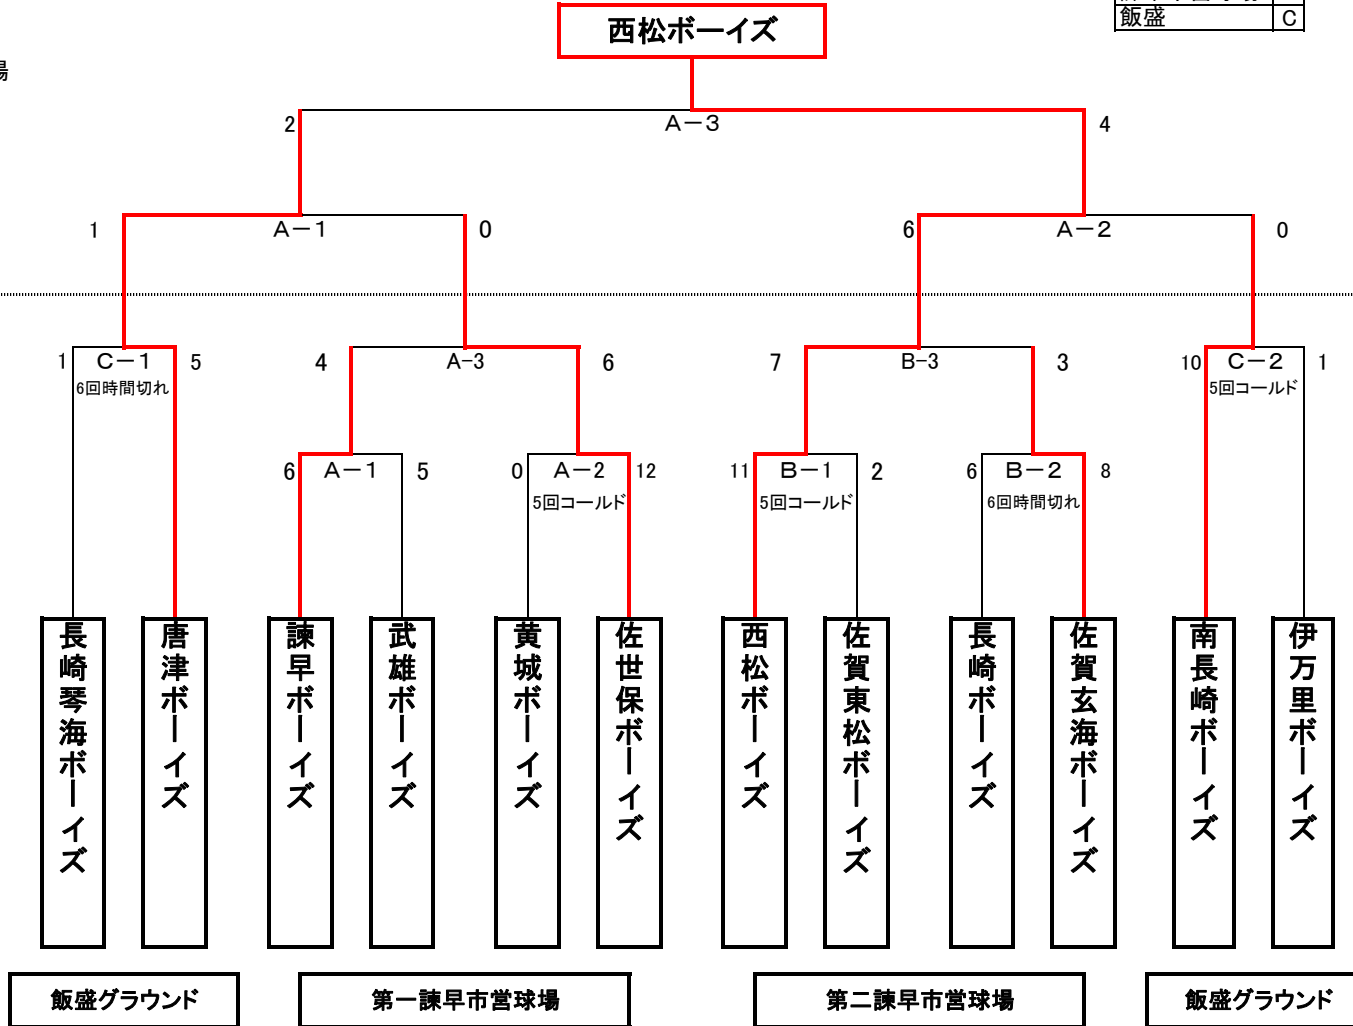 西松ボーイズ
飯盛 C
場
2 A－3 4
1 A－1 0
6 A－2 0
1 C－1 5
6回時間切れ
4 A-3 6
7 B-3 3
10 C－2 1
5回コールド
6 A－1 5
0 A－2 12
5回コールド
11 B－1 2
5回コールド
6 B－2 8
6回時間切れ
長崎琴海ボーイズ
唐津ボーイズ
諫早ボーイズ
武雄ボーイズ
黄城ボーイズ
佐世保ボーイズ
西松ボーイズ
佐賀東松ボーイズ
長崎ボーイズ
佐賀玄海ボーイズ
南長崎ボーイズ
伊万里ボーイズ
飯盛グラウンド
第一諫早市営球場
第二諫早市営球場
飯盛グラウンド